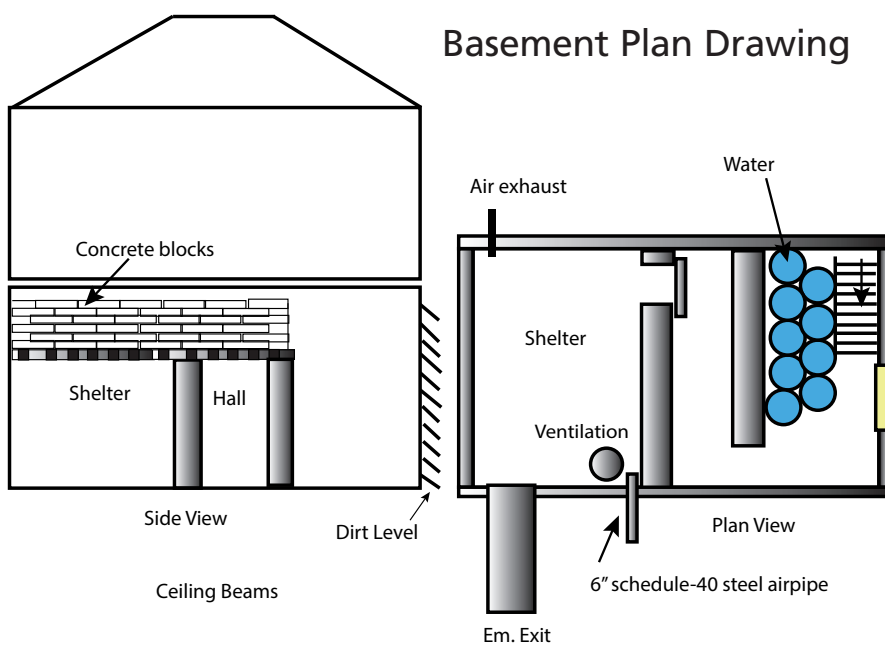 Basement Plan Drawing
Water
Air exhaust
Concrete blocks
Shelter
Shelter
Hall
Ventilation
Side View
Dirt Level
Plan View
Ceiling Beams
6” schedule-40 steel airpipe
Em. Exit